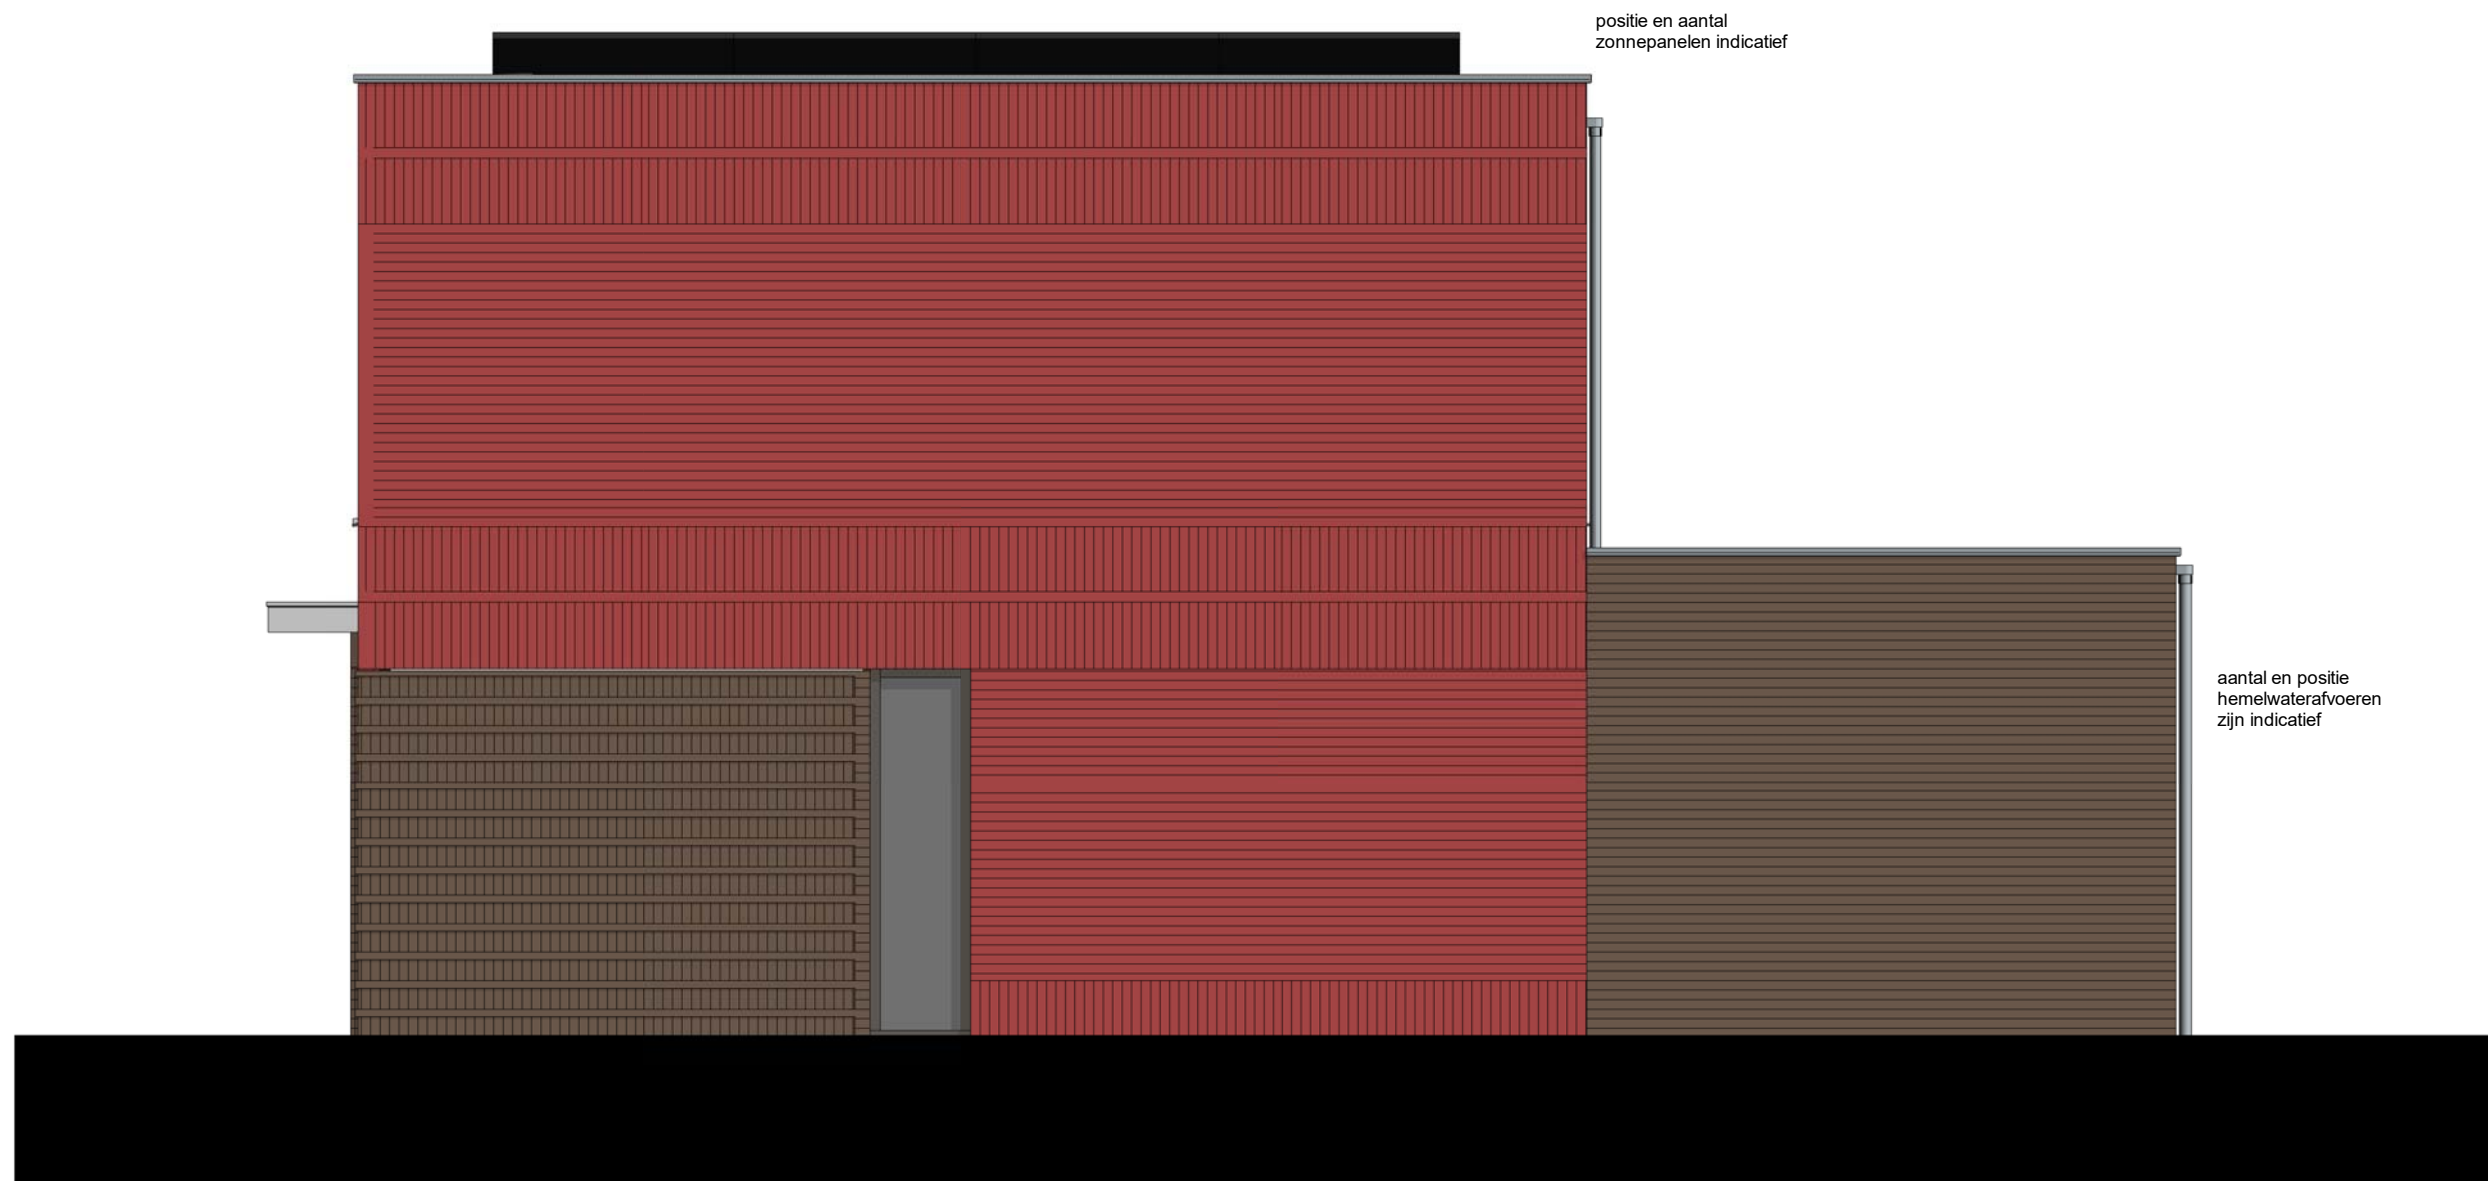 positie en aantal
zonnepanelen indicatief
aantal en positie
hemelwaterafvoeren
zijn indicatief